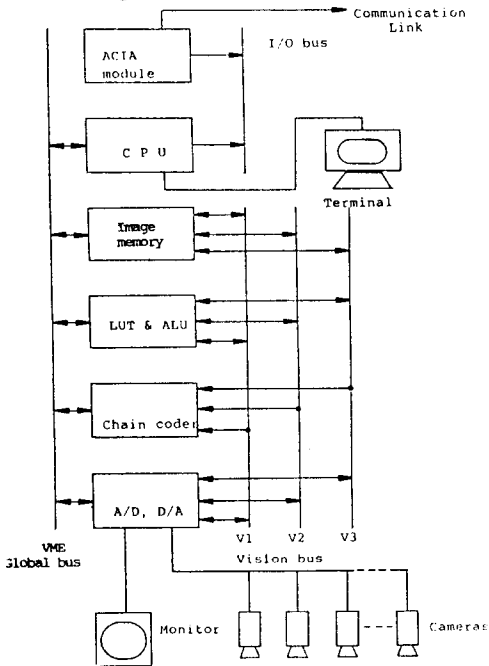 Communication
Link
I/O bus
ACIA
module
C P U
Terminal
Image
memory
LUT & ALU
Chain coder
A/D, D/A
VME
Global bus
V1 V2 V3
Vision bus
Monitor
Cameras